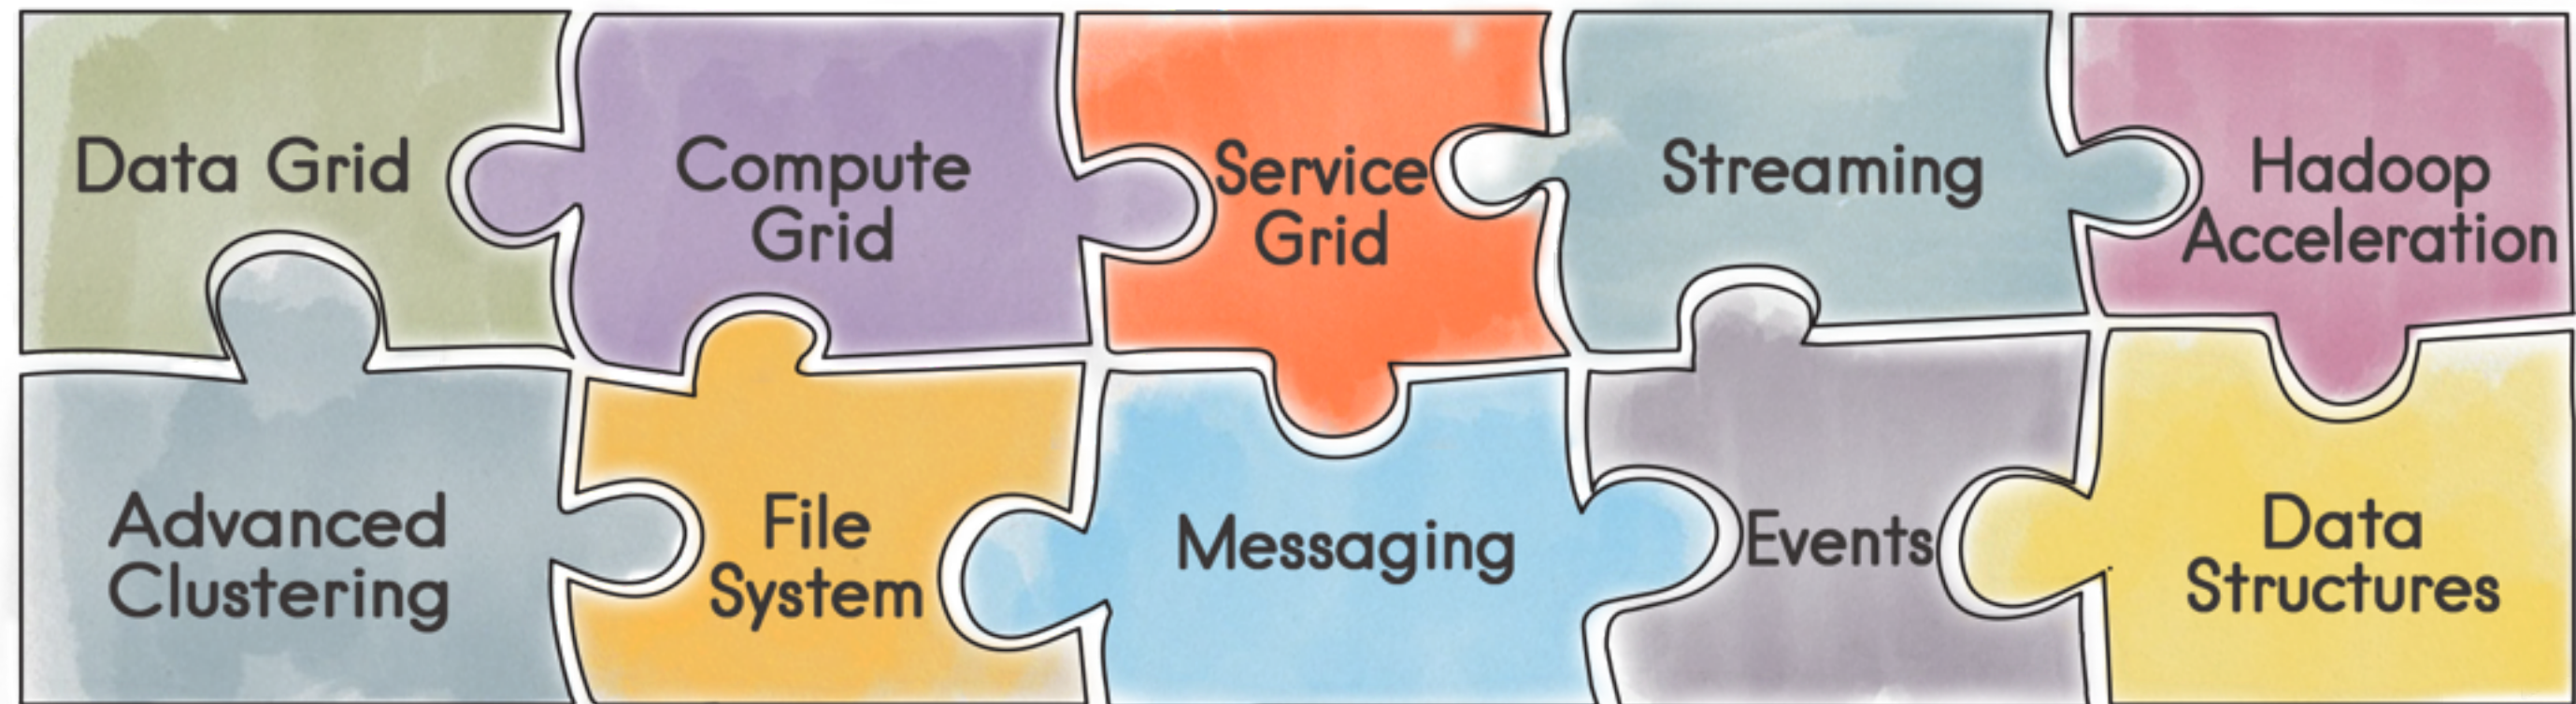 Data Grid
Compute
Grid
Service
Grid
Streaming
Hadoop
Acceleration
Advanced
Clustering
File
System
Messaging
Events
Data
Structures